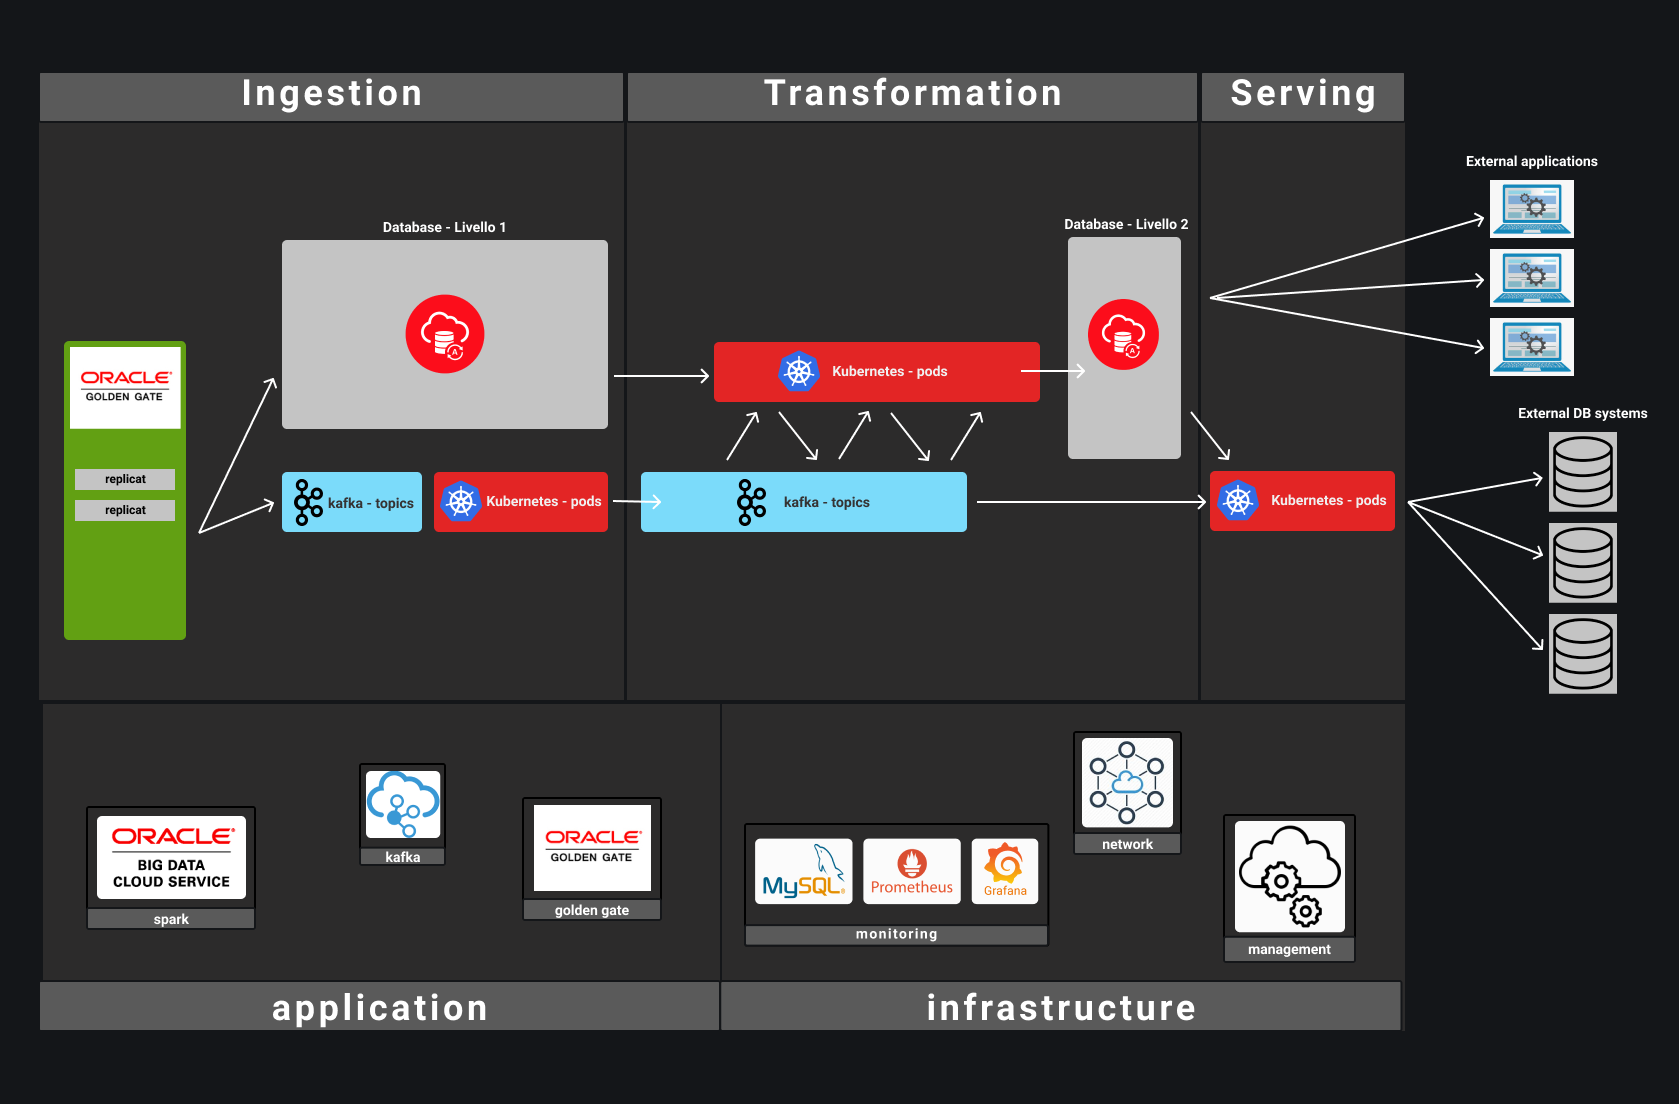 Ingestion
Transformation
Serving
External applications
Database - Livello 1
Database - Livello 2
A
A
ORACLE®
GOLDEN GATE
Kubernetes - pods
External DB systems
replicat
replicat
kafka - topics
Kubernetes - pods
kafka - topics
Kubernetes - pods
ORACLE®
BIG DATA
CLOUD SERVICE
spark
kafka
ORACLE®
GOLDEN GATE
golden gate
MySQL®
Prometheus
Grafana
monitoring
network
management
application
infrastructure